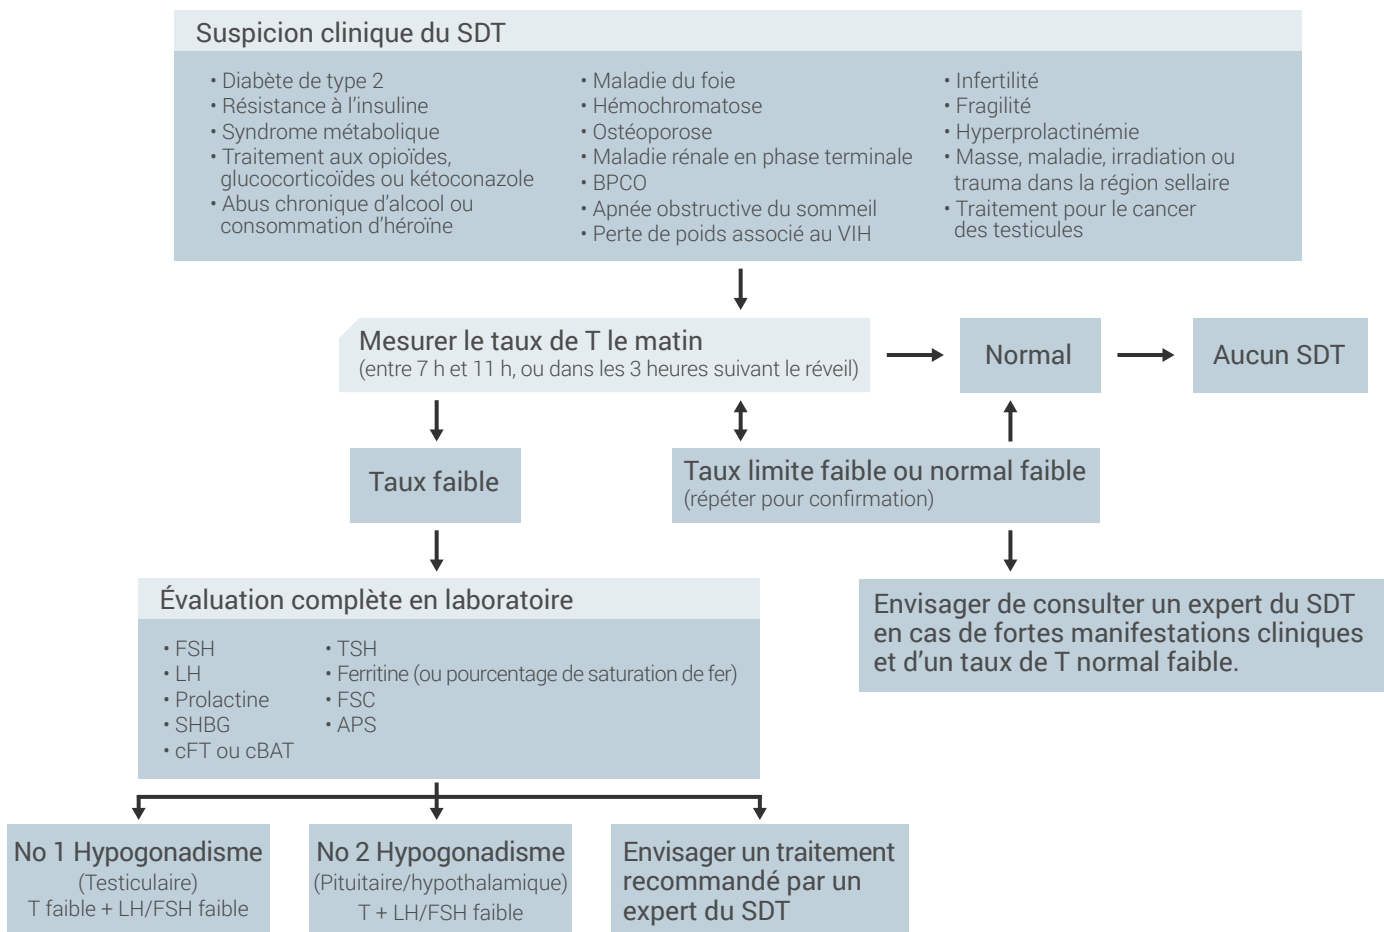 Suspicion clinique du SDT
• Diabète de type 2
• Résistance à l'insuline
• Syndrome métabolique
• Traitement aux opioïdes,
glucocorticoïdes ou kétoconazole
• Abus chronique d'alcool ou
consommation d'héroïne
• Maladie du foie
• Hémochromatose
• Ostéoporose
• Maladie rénale en phase terminale
• BPCO
• Apnée obstructive du sommeil
• Perte de poids associé au VIH
• Infertilité
• Fragilité
• Hyperprolactinémie
• Masse, maladie, irradiation ou
trauma dans la région sellaire
• Traitement pour le cancer
des testicules
Mesurer le taux de T le matin
(entre 7 h et 11 h, ou dans les 3 heures suivant le réveil)
Normal
Aucun SDT
Taux faible
Taux limite faible ou normal faible
(répéter pour confirmation)
Évaluation complète en laboratoire
• FSH
• LH
• Prolactine
• SHBG
• cFT ou cBAT
• TSH
• Ferritine (ou pourcentage de saturation de fer)
• FSC
• APS
Envisager de consulter un expert du SDT
en cas de fortes manifestations cliniques
et d'un taux de T normal faible.
No 1 Hypogonadisme
(Testiculaire)
T faible + LH/FSH faible
No 2 Hypogonadisme
(Pituitaire/hypothalamique)
T + LH/FSH faible
Envisager un traitement
recommandé par un
expert du SDT